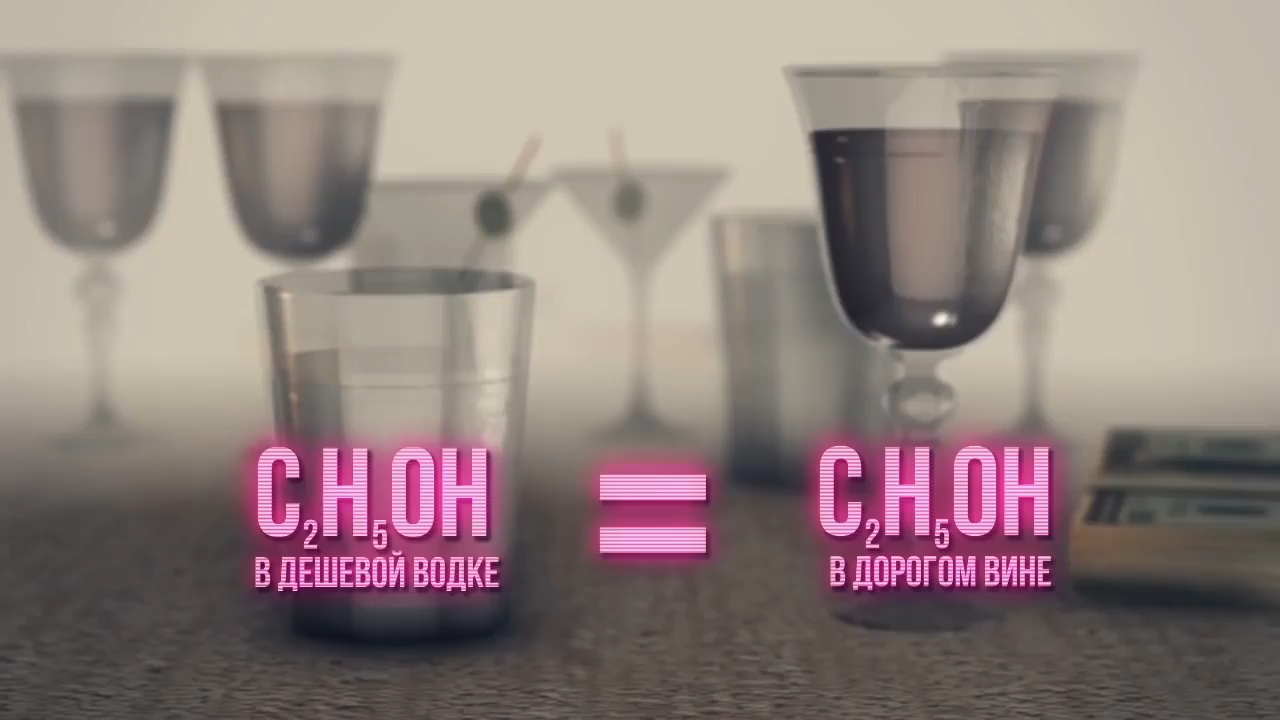 C₂H₅OH = C₂H₅OH
В ДЕШЕВОЙ ВОДКЕ В ДОРОГОМ ВИНЕ